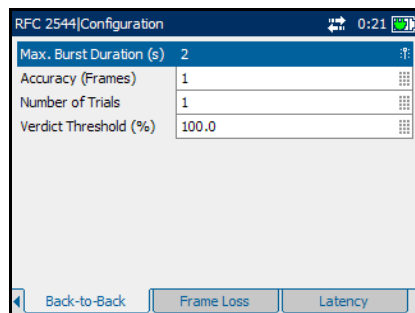 RFC 2544|Configuration 0:21
Max. Burst Duration (s) 2
Accuracy (Frames) 1
Number of Trials 1
Verdict Threshold (%) 100.0
Back-to-Back Frame Loss Latency